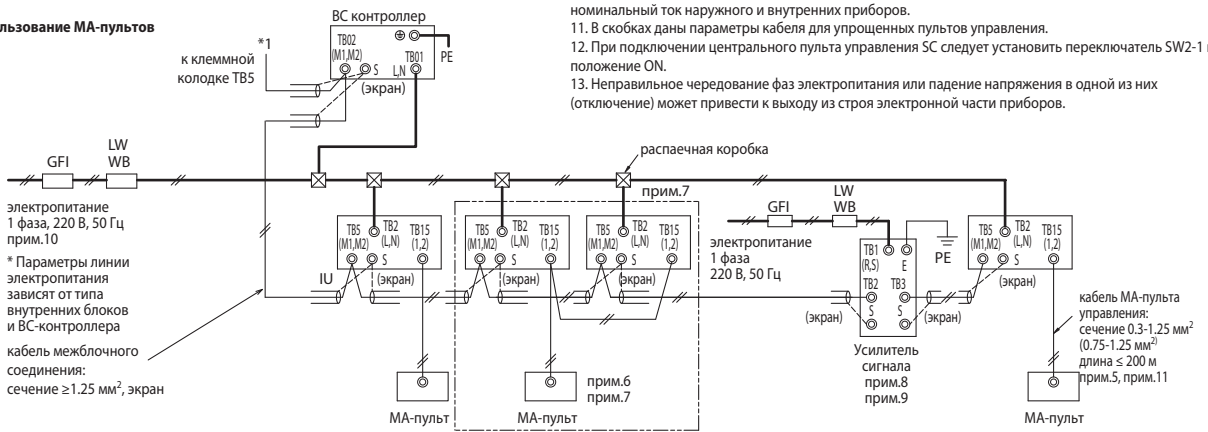 номинальный ток наружного и внутренних приборов.
11. В скобках даны параметры кабеля для упрощенных пультов управления.
12. При подключении центрального пульта управления SC следует установить переключатель SW2-1
положение ON.
13. Неправильное чередование фаз электропитания или падение напряжения в одной из них
(отключение) может привести к выходу из строя электронной части приборов.
льзование МА-пультов
BC контроллер
*1
к клеммной
колодке TB5
TB02
(M1,M2)
S
TB01
L,N
PE
(экран)
GFI
LW
WB
распаечная коробка
прим.7
электропитание
1 фаза, 220 В, 50 Гц
прим.10
* Параметры линии
электропитания
зависят от типа
внутренних блоков
и BC-контроллера
кабель межблочного
соединения:
сечение ≥1.25 мм², экран
TB5
(M1,M2)
TB2
(L,N)
TB15
(1,2)
S
IU
(экран)
МА-пульт
TB5
(M1,M2)
TB2
(L,N)
TB15
(1,2)
S
(экран)
МА-пульт
прим.6
прим.7
TB5
(M1,M2)
TB2
(L,N)
TB15
(1,2)
S
(экран)
GFI
LW
WB
электропитание
1 фаза
220 В, 50 Гц
TB1
(R,S)
E
PE
TB2
TB3
S
S
(экран)
(экран)
Усилитель
сигнала
прим.8
прим.9
TB5
(M1,M2)
TB2
(L,N)
TB15
(1,2)
S
(экран)
кабель МА-пульта
управления:
сечение 0.3-1.25 мм²
(0.75-1.25 мм²)
длина ≤ 200 м
прим.5, прим.11
МА-пульт